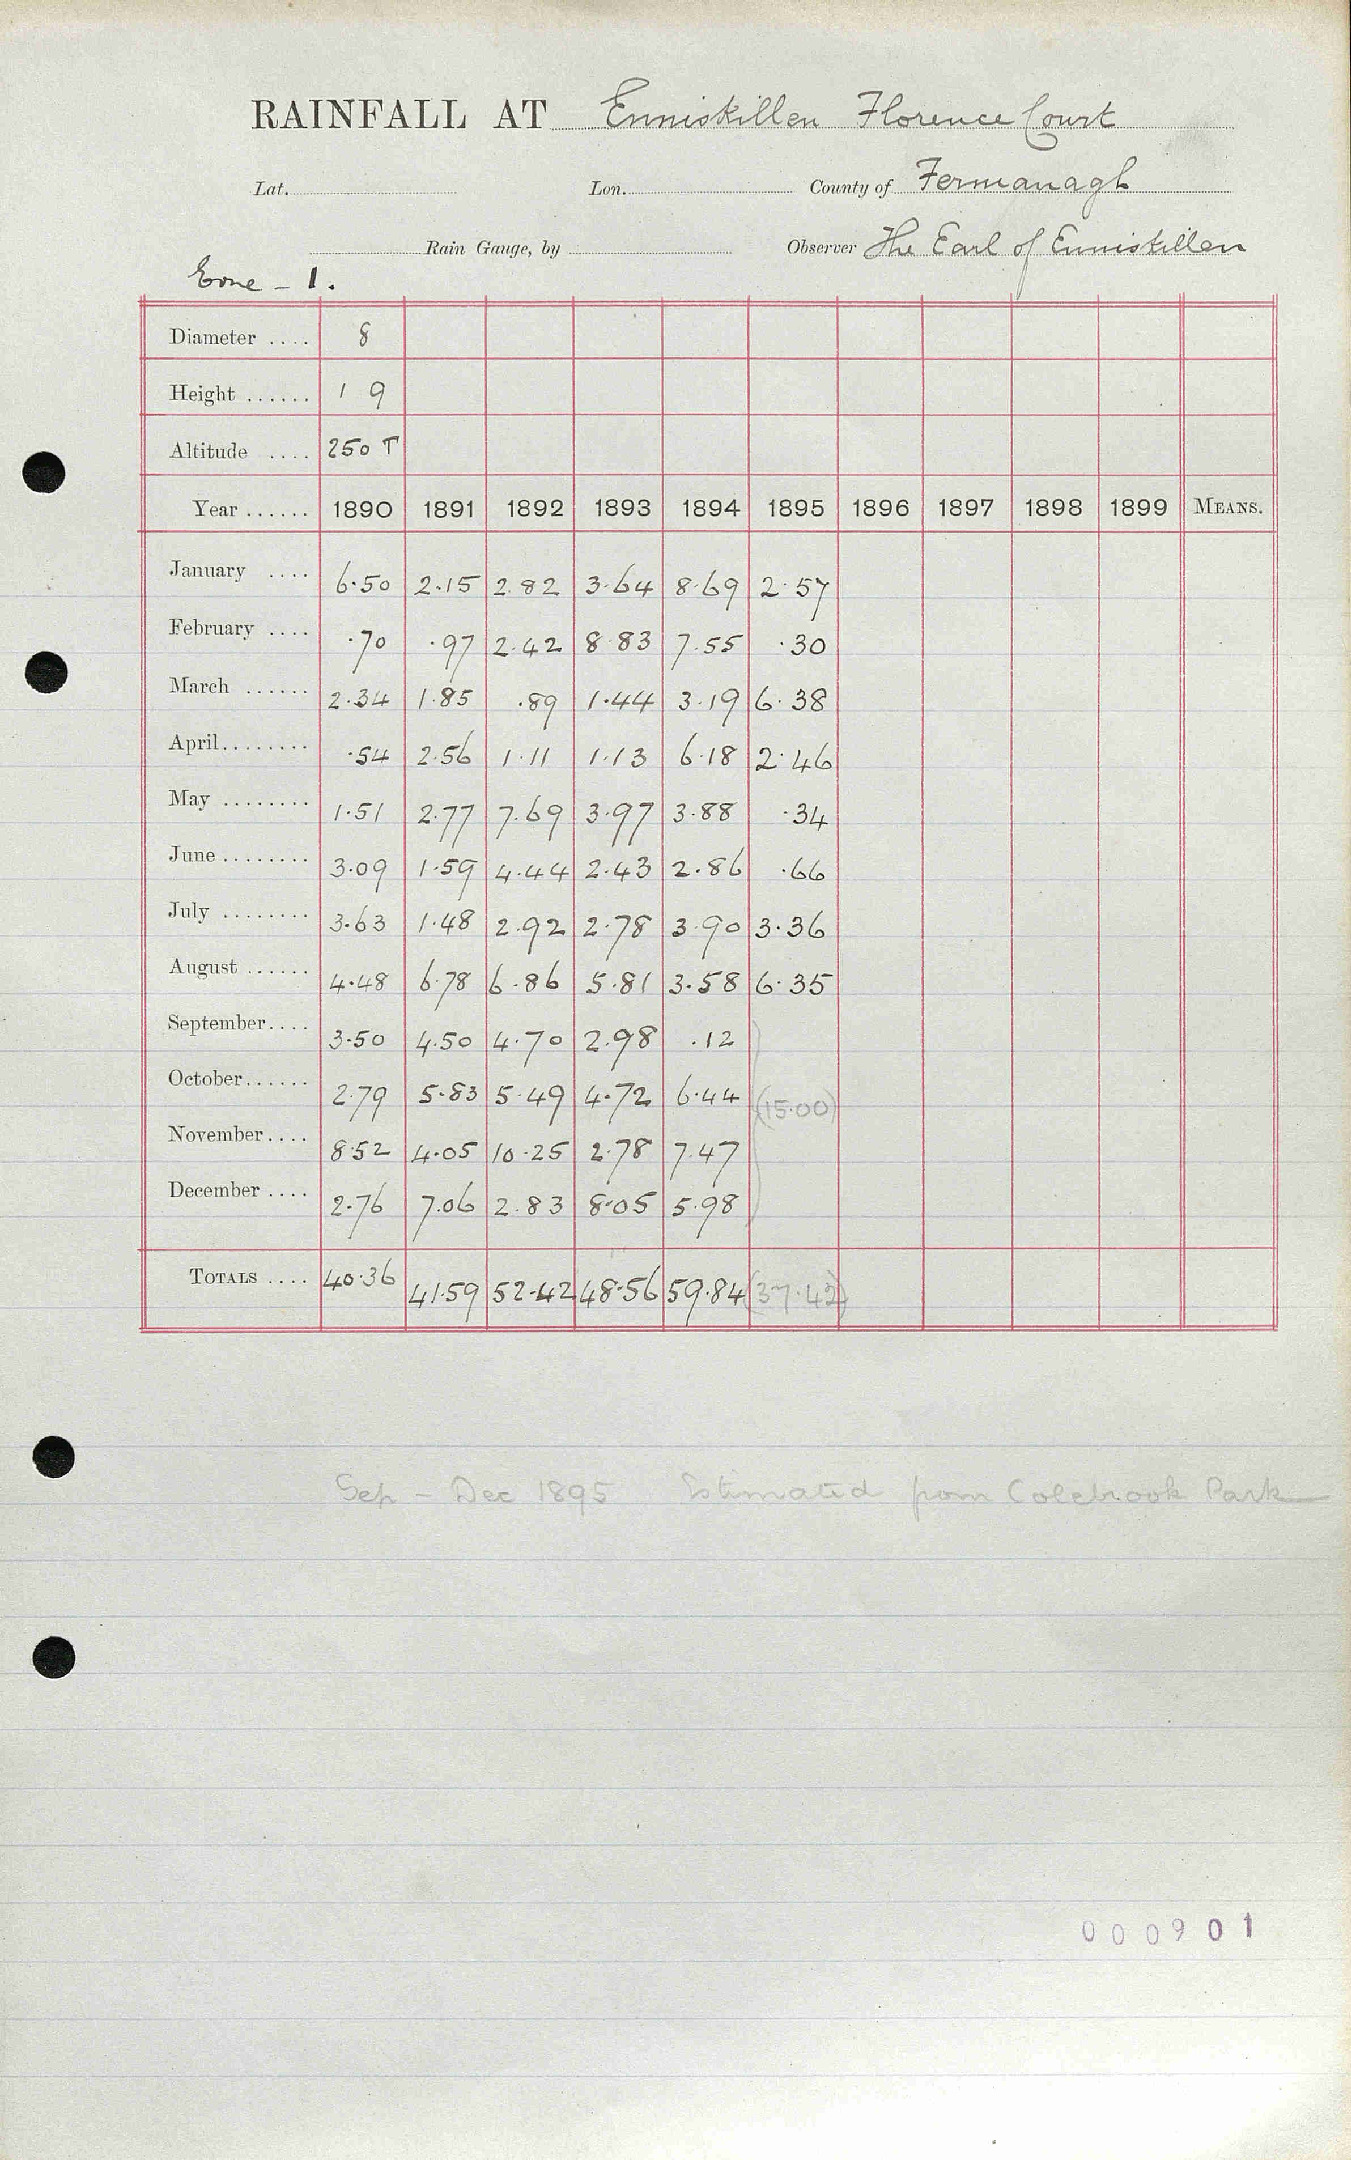 RAINFALL AT Enniskillen Florence Court
Lat. Lon. County of Fermanagh
Rain Gauge, by Observer The Earl of Enniskillen
Erne - 1.
Diameter .... 8
Height ...... 1 9
Altitude .... 250 T
Year ...... 1890 1891 1892 1893 1894 1895 1896 1897 1898 1899 MEANS.
January .... 6.50 2.15 2.82 3.64 8.69 2.57
February .... .70 .97 2.42 8.83 7.55 .30
March ...... 2.34 1.85 .89 1.44 3.19 6.38
April........ .54 2.56 1.11 1.13 6.18 2.46
May ........ 1.51 2.77 7.69 3.97 3.88 .34
June ........ 3.09 1.59 4.44 2.43 2.86 .66
July ........ 3.63 1.48 2.92 2.78 3.90 3.36
August ...... 4.48 6.78 6.86 5.81 3.58 6.35
September.... 3.50 4.50 4.70 2.98 .12
October...... 2.79 5.83 5.49 4.72 6.44 (15.00)
November.... 8.52 4.05 10.25 2.78 7.47
December .... 2.76 7.06 2.83 8.05 5.98
TOTALS .... 40.36 41.59 52.42 48.56 59.84 (37.42)
Sep - Dec 1895 Estimated from Colebrook Park
000901